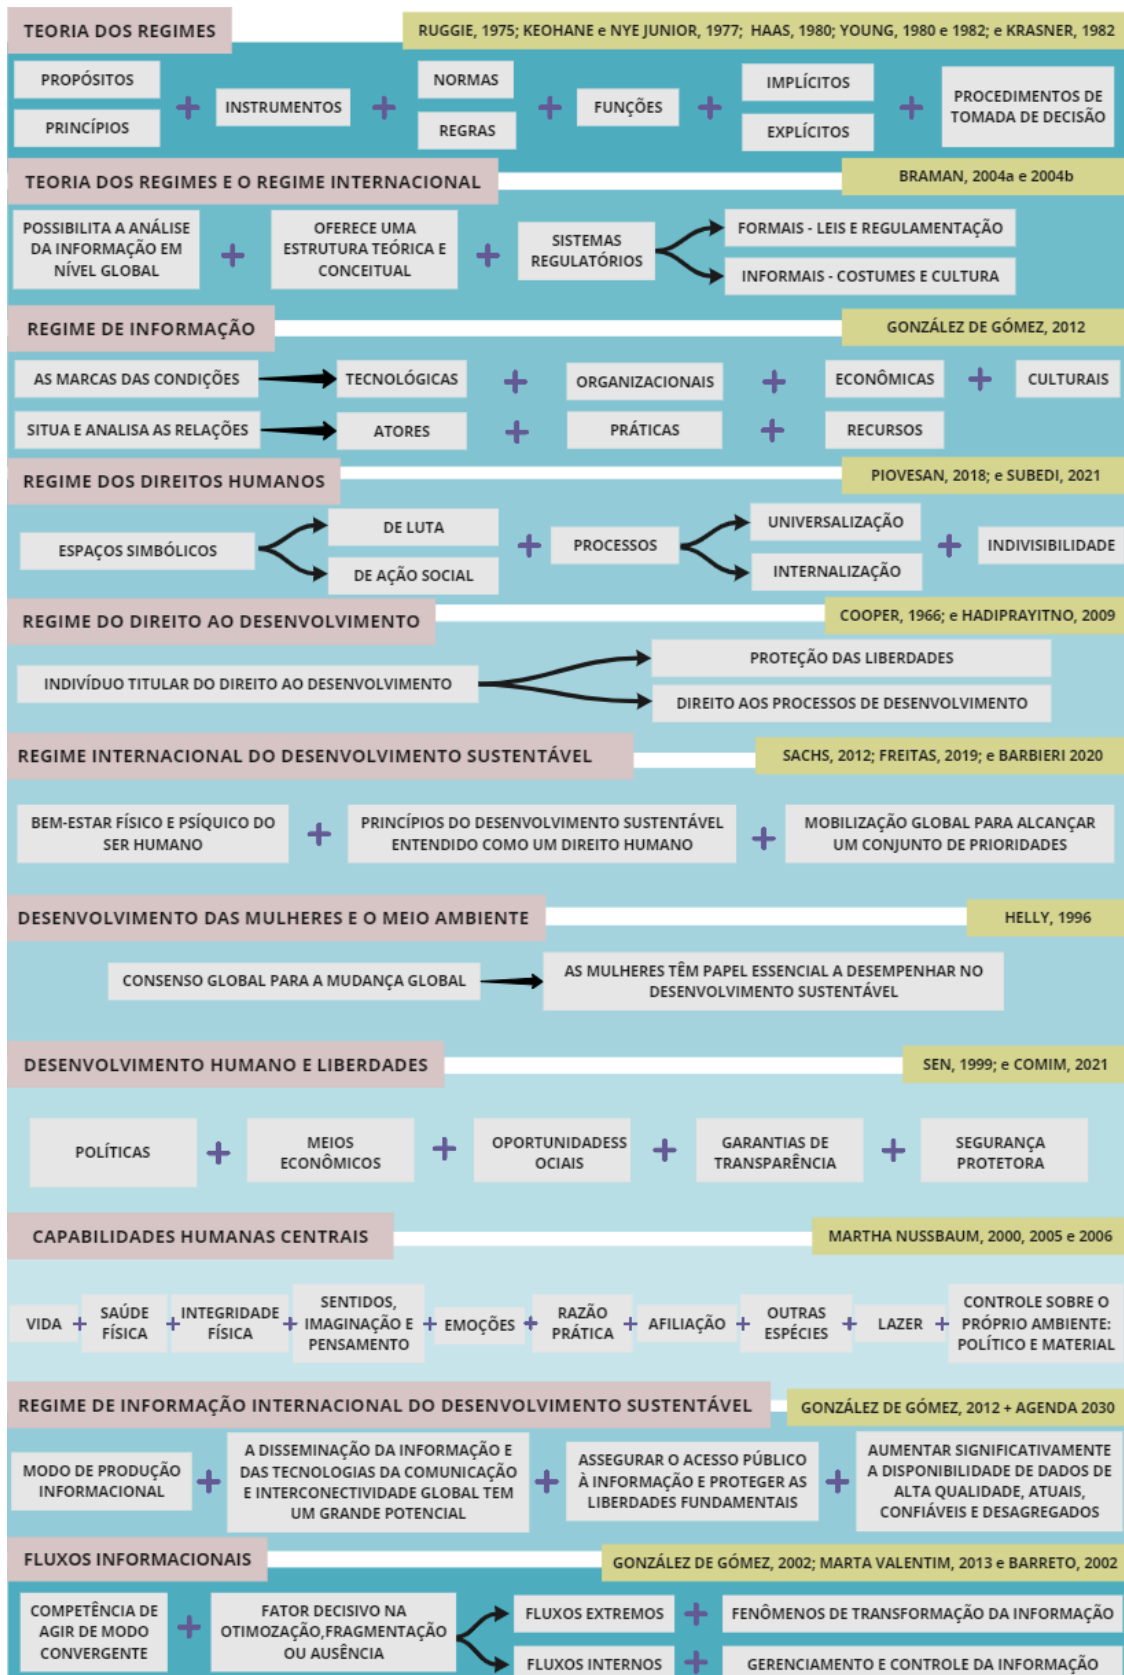 TEORIA DOS REGIMES
RUGGIE, 1975; KEOHANE e NYE JUNIOR, 1977; HAAS, 1980; YOUNG, 1980 e 1982; e KRASNER, 1982
PROPÓSITOS
PRINCÍPIOS
+
INSTRUMENTOS
+
NORMAS
REGRAS
+
FUNÇÕES
+
IMPLÍCITOS
EXPLÍCITOS
+
PROCEDIMENTOS DE
TOMADA DE DECISÃO
TEORIA DOS REGIMES E O REGIME INTERNACIONAL
BRAMAN, 2004a e 2004b
POSSIBILITA A ANÁLISE
DA INFORMAÇÃO EM
NÍVEL GLOBAL
+
OFERECE UMA
ESTRUTURA TEÓRICA E
CONCEITUAL
+
SISTEMAS
REGULATÓRIOS
FORMAIS - LEIS E REGULAMENTAÇÃO
INFORMAIS - COSTUMES E CULTURA
REGIME DE INFORMAÇÃO
GONZÁLEZ DE GÓMEZ, 2012
AS MARCAS DAS CONDIÇÕES
TECNOLÓGICAS
+
ORGANIZACIONAIS
+
ECONÔMICAS
+
CULTURAIS
SITUA E ANALISA AS RELAÇÕES
ATORES
+
PRÁTICAS
+
RECURSOS
REGIME DOS DIREITOS HUMANOS
PIOVESAN, 2018; e SUBEDI, 2021
ESPAÇOS SIMBÓLICOS
DE LUTA
DE AÇÃO SOCIAL
+
PROCESSOS
UNIVERSALIZAÇÃO
INTERNALIZAÇÃO
+
INDIVISIBILIDADE
REGIME DO DIREITO AO DESENVOLVIMENTO
COOPER, 1966; e HADIPRAYITNO, 2009
INDIVÍDUO TITULAR DO DIREITO AO DESENVOLVIMENTO
PROTEÇÃO DAS LIBERDADES
DIREITO AOS PROCESSOS DE DESENVOLVIMENTO
REGIME INTERNACIONAL DO DESENVOLVIMENTO SUSTENTÁVEL
SACHS, 2012; FREITAS, 2019; e BARBIERI 2020
BEM-ESTAR FÍSICO E PSÍQUICO DO
SER HUMANO
+
PRINCÍPIOS DO DESENVOLVIMENTO SUSTENTÁVEL
ENTENDIDO COMO UM DIREITO HUMANO
+
MOBILIZAÇÃO GLOBAL PARA ALCANÇAR
UM CONJUNTO DE PRIORIDADES
DESENVOLVIMENTO DAS MULHERES E O MEIO AMBIENTE
HELLY, 1996
CONSENSO GLOBAL PARA A MUDANÇA GLOBAL
AS MULHERES TÊM PAPEL ESSENCIAL A DESEMPENHAR NO
DESENVOLVIMENTO SUSTENTÁVEL
DESENVOLVIMENTO HUMANO E LIBERDADES
SEN, 1999; e COMIM, 2021
POLÍTICAS
+
MEIOS
ECONÔMICOS
+
OPORTUNIDADESS
OCIAIS
+
GARANTIAS DE
TRANSPARÊNCIA
+
SEGURANÇA
PROTETORA
CAPABILIDADES HUMANAS CENTRAIS
MARTHA NUSSBAUM, 2000, 2005 e 2006
VIDA
+
SAÚDE
FÍSICA
+
INTEGRIDADE
FÍSICA
+
SENTIDOS,
IMAGINAÇÃO E
PENSAMENTO
+
EMOÇÕES
+
RAZÃO
PRÁTICA
+
AFILIAÇÃO
+
OUTRAS
ESPÉCIES
+
LAZER
+
CONTROLE SOBRE O
PRÓPRIO AMBIENTE:
POLÍTICO E MATERIAL
REGIME DE INFORMAÇÃO INTERNACIONAL DO DESENVOLVIMENTO SUSTENTÁVEL
GONZÁLEZ DE GÓMEZ, 2012 + AGENDA 2030
MODO DE PRODUÇÃO
INFORMACIONAL
+
A DISSEMINAÇÃO DA INFORMAÇÃO E
DAS TECNOLOGIAS DA COMUNICAÇÃO
E INTERCONECTIVIDADE GLOBAL TEM
UM GRANDE POTENCIAL
+
ASSEGURAR O ACESSO PÚBLICO
À INFORMAÇÃO E PROTEGER AS
LIBERDADES FUNDAMENTAIS
+
AUMENTAR SIGNIFICATIVAMENTE
A DISPONIBILIDADE DE DADOS DE
ALTA QUALIDADE, ATUAIS,
CONFIÁVEIS E DESAGREGADOS
FLUXOS INFORMACIONAIS
GONZÁLEZ DE GÓMEZ, 2002; MARTA VALENTIM, 2013 e BARRETO, 2002
COMPETÊNCIA DE
AGIR DE MODO
CONVERGENTE
+
FATOR DECISIVO NA
OTIMOZAÇÃO,FRAGMENTAÇÃO
OU AUSÊNCIA
FLUXOS EXTREMOS
+
FENÔMENOS DE TRANSFORMAÇÃO DA INFORMAÇÃO
FLUXOS INTERNOS
+
GERENCIAMENTO E CONTROLE DA INFORMAÇÃO